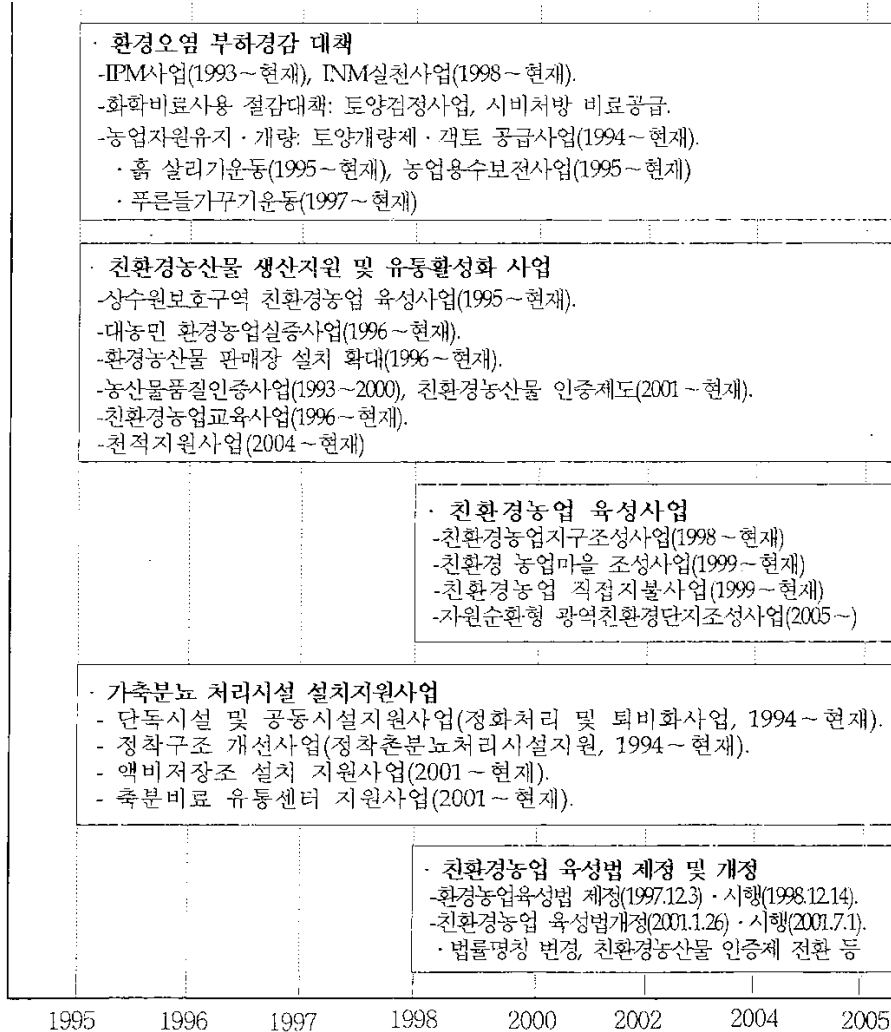 · 환경오염 부하경감 대책
-IPM사업(1993～현재), INM실천사업(1998～현재).
-화학비료사용 절감대책: 토양검정사업, 시비처방 비료공급.
-농업자원유지 · 개량: 토양개량제 · 객토 공급사업(1994～현재).
· 흙 살리기운동(1995～현재), 농업용수보전사업(1995～현재)
· 푸른들가꾸기운동(1997～현재)
· 친환경농산물 생산지원 및 유통활성화 사업
-상수원보호구역 친환경농업 육성사업(1995～현재).
-대농민 환경농업실증사업(1996～현재).
-환경농산물 판매장 설치 확대(1996～현재).
-농산물품질인증사업(1993～2000), 친환경농산물 인증제도(2001～현재).
-친환경농업교육사업(1996～현재).
-천적지원사업(2004～현재)
· 친환경농업 육성사업
-친환경농업지구조성사업(1998～현재)
-친환경 농업마을 조성사업(1999～현재)
-친환경농업 직접지불사업(1999～현재)
-자원순환형 광역친환경단지조성사업(2005～)
· 가축분뇨 처리시설 설치지원사업
- 단독시설 및 공동시설지원사업(정화처리 및 퇴비화사업, 1994～현재).
- 정착구조 개선사업(정착촌분뇨처리시설지원, 1994～현재).
- 액비저장조 설치 지원사업(2001～현재).
- 축분비료 유통센터 지원사업(2001～현재).
· 친환경농업 육성법 제정 및 개정
-환경농업육성법 제정(1997.12.3) · 시행(1998.12.14).
-친환경농업 육성법개정(2001.1.26) · 시행(2001.7.1).
· 법률명칭 변경, 친환경농산물 인증제 전환 등
1995 1996 1997 1998 2000 2002 2004 2005